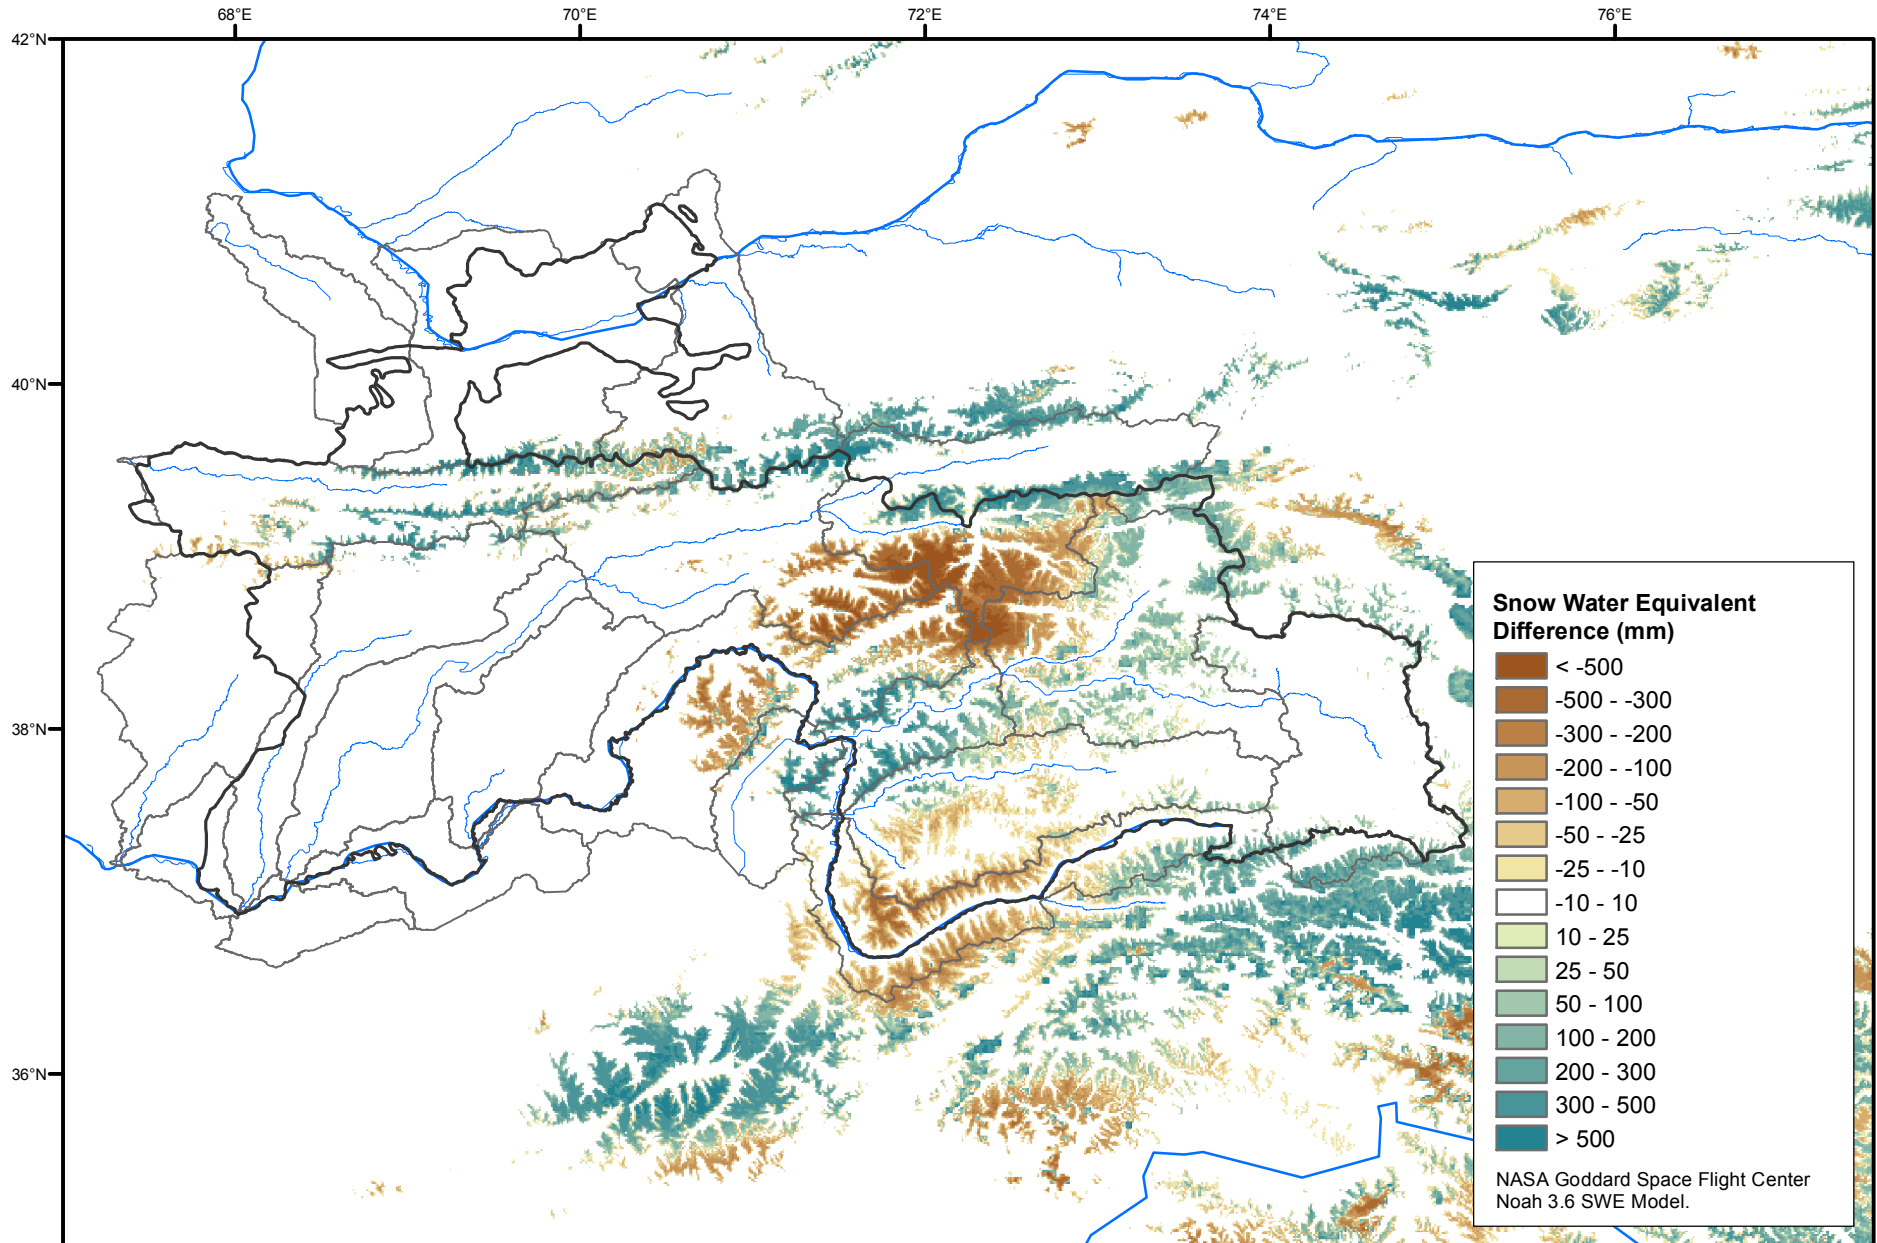 68°E
70°E
72°E
74°E
76°E
42°N
40°N
38°N
36°N
Snow Water Equivalent
Difference (mm)
< -500
-500 - -300
-300 - -200
-200 - -100
-100 - -50
-50 - -25
-25 - -10
-10 - 10
10 - 25
25 - 50
50 - 100
100 - 200
200 - 300
300 - 500
> 500
NASA Goddard Space Flight Center
Noah 3.6 SWE Model.